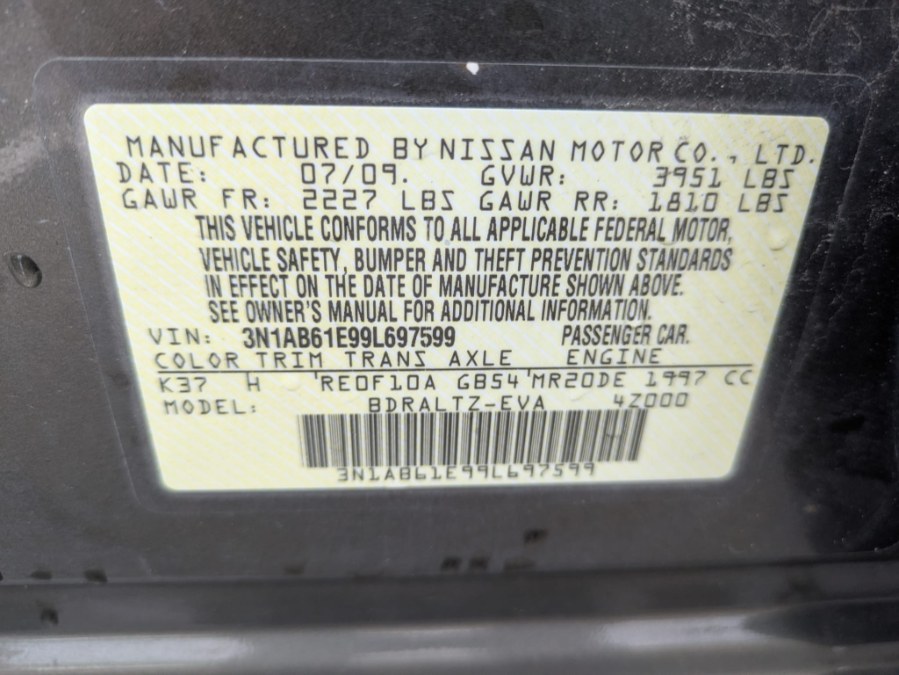 MANUFACTURED BY NISSAN MOTOR CO., LTD.
DATE: 07/09. GVWR: 3951 LBS
GAWR FR: 2227 LBS GAWR RR: 1810 LBS
THIS VEHICLE CONFORMS TO ALL APPLICABLE FEDERAL MOTOR,
VEHICLE SAFETY, BUMPER AND THEFT PREVENTION STANDARDS
IN EFFECT ON THE DATE OF MANUFACTURE SHOWN ABOVE.
SEE OWNER'S MANUAL FOR ADDITIONAL INFORMATION.
VIN: 3N1AB61E99L697599 PASSENGER CAR.
COLOR TRIM TRANS AXLE ENGINE
K37 H 'RE0F10A GB54'MR20DE 1997 CC
MODEL: BDRALTZ-EVA 4Z000
3N1AB61E99L697599